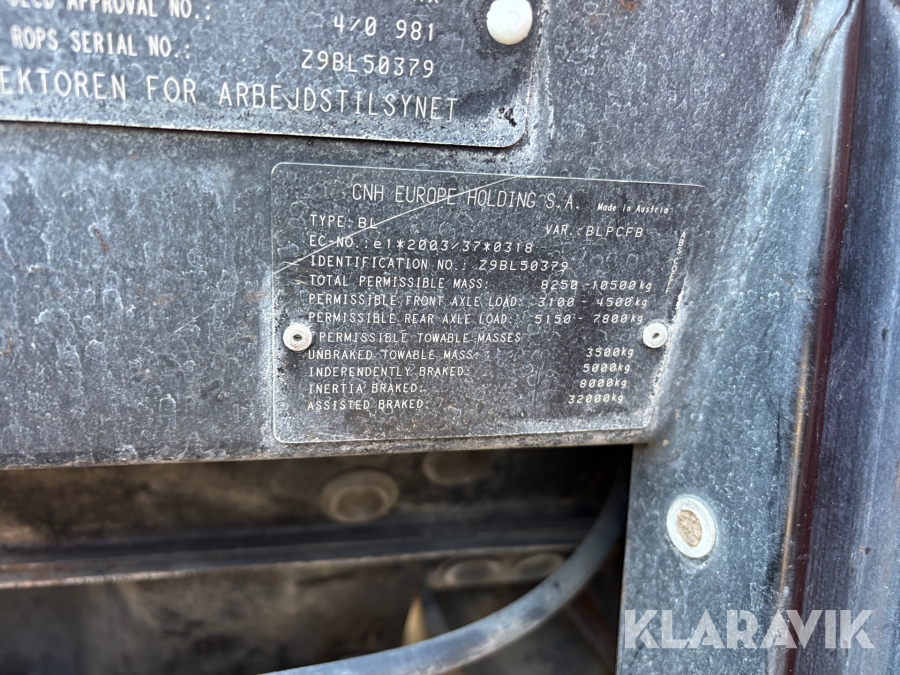 APPROVAL NO.:
4/0 981
ROPS SERIAL NO.: Z9BL50379
EKTOREN FOR ARBEJDSTILSYNET
CNH EUROPE HOLDING S.A. Made in Austria
TYPE: BL VAR.: BLPCFB
EC-NO.: e1*2003/37*0318
IDENTIFICATION NO.: Z9BL50379
TOTAL PERMISSIBLE MASS: 8250 - 10500kg
PERMISSIBLE FRONT AXLE LOAD: 3100 - 4500kg
PERMISSIBLE REAR AXLE LOAD: 5150 - 7800kg
PERMISSIBLE TOWABLE MASSES
UNBRAKED TOWABLE MASS: 3500kg
INDEPENDENTLY BRAKED: 5000kg
INERTIA BRAKED: 8000kg
ASSISTED BRAKED: 32000kg
KLARAVIK